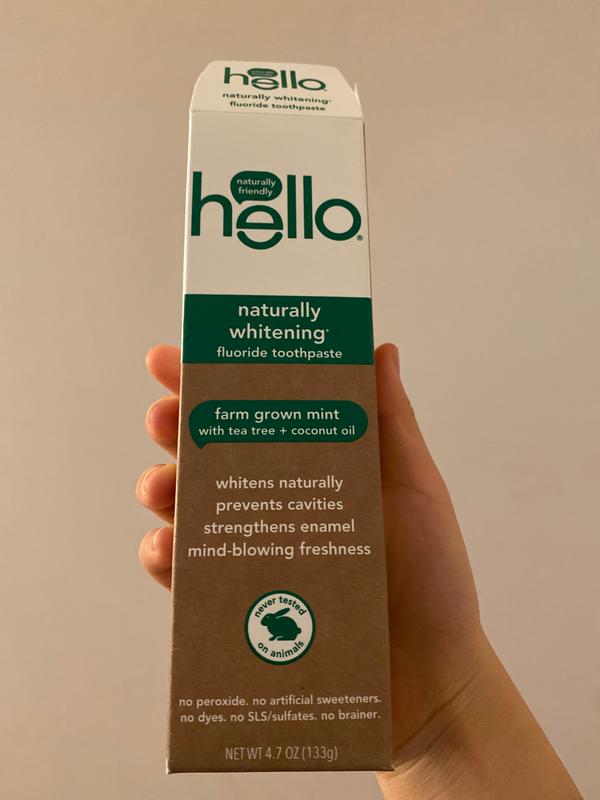 naturally friendly
hello.
naturally whitening*
fluoride toothpaste
naturally
friendly
hello®
naturally
whitening*
fluoride toothpaste
farm grown mint
with tea tree + coconut oil
whitens naturally
prevents cavities
strengthens enamel
mind-blowing freshness
never tested
on animals
no peroxide. no artificial sweeteners.
no dyes. no SLS/sulfates. no brainer.
NET WT 4.7 OZ (133g)